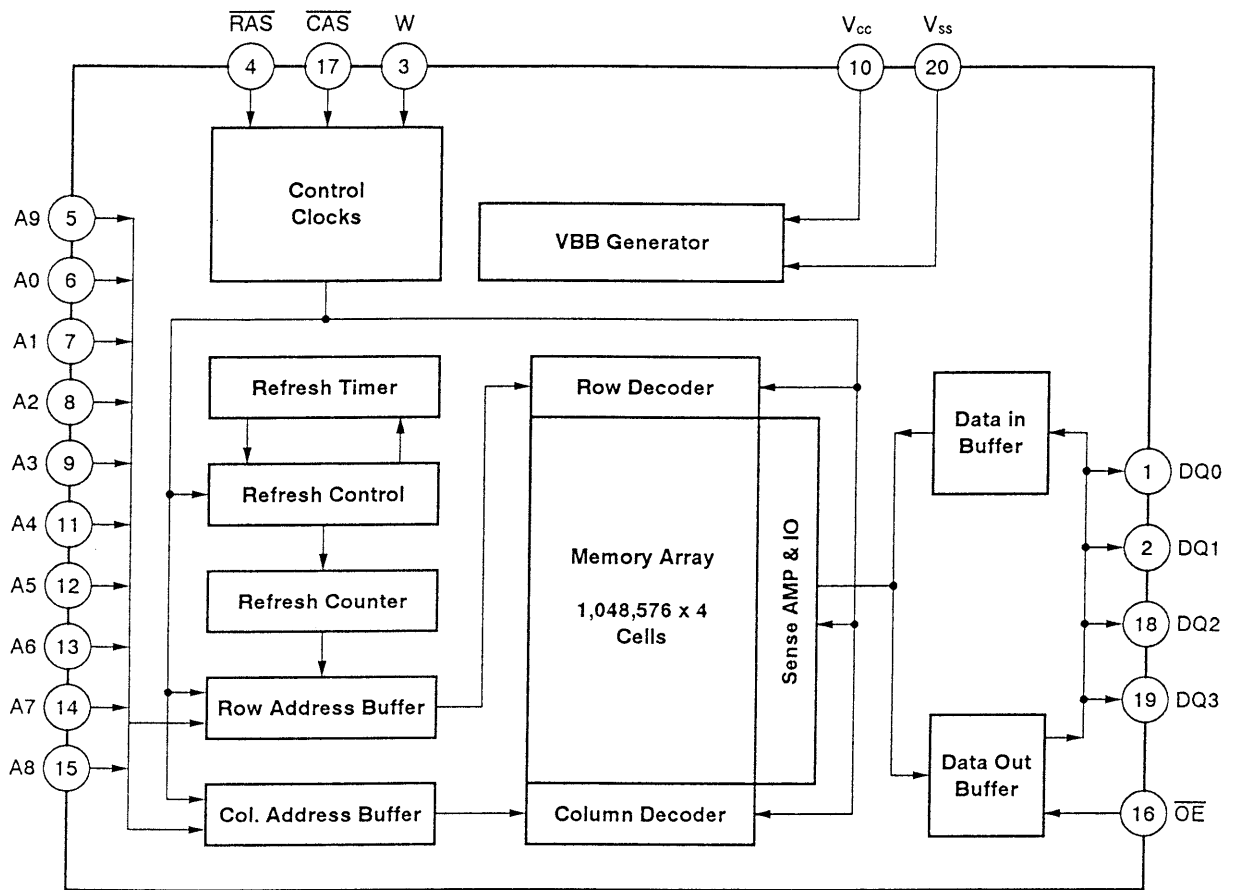 RAS CAS W Vcc Vss
4 17 3 10 20
Control
Clocks
VBB Generator
A9 5
A0 6
A1 7
A2 8
A3 9
A4 11
A5 12
A6 13
A7 14
A8 15
Refresh Timer
Refresh Control
Refresh Counter
Row Address Buffer
Col. Address Buffer
Row Decoder
Memory Array
1,048,576 x 4
Cells
Sense AMP & IO
Column Decoder
Data in
Buffer
Data Out
Buffer
1 DQ0
2 DQ1
18 DQ2
19 DQ3
16 OE